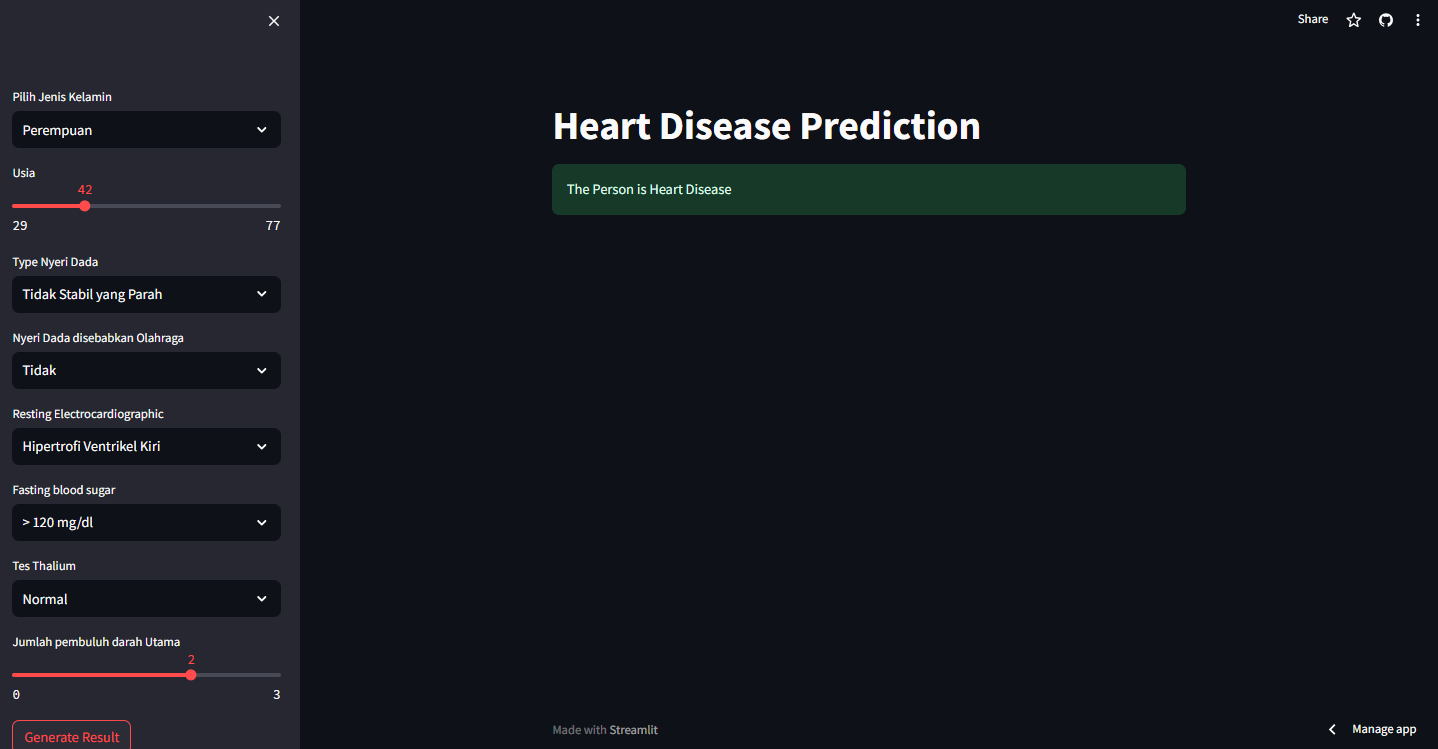 Share
Pilih Jenis Kelamin
Perempuan
Usia
42
29 77
Type Nyeri Dada
Tidak Stabil yang Parah
Nyeri Dada disebabkan Olahraga
Tidak
Resting Electrocardiographic
Hipertrofi Ventrikel Kiri
Fasting blood sugar
> 120 mg/dl
Tes Thalium
Normal
Jumlah pembuluh darah Utama
2
0 3
Generate Result
Heart Disease Prediction
The Person is Heart Disease
Made with Streamlit
Manage app